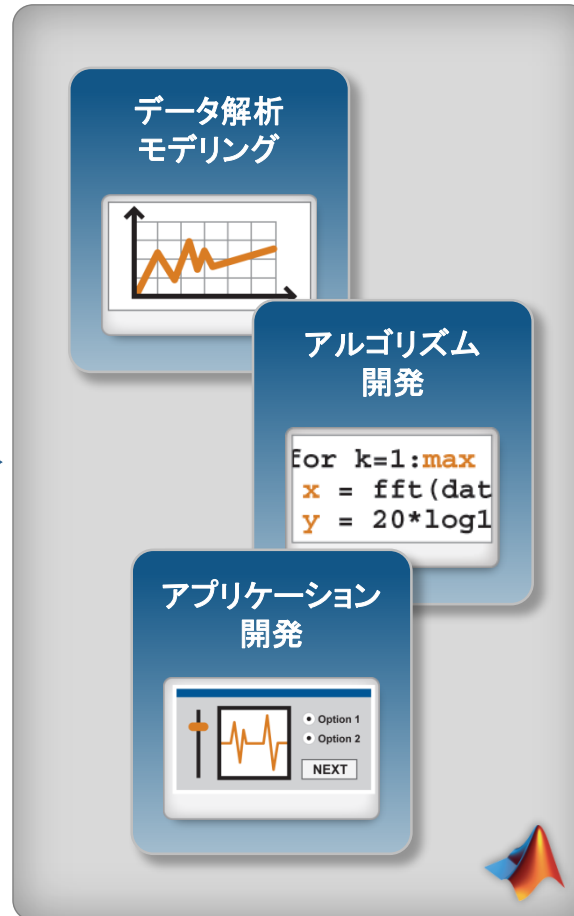 データ解析
モデリング
アルゴリズム
開発
for k=1:max
x = fft(dat
y = 20*log1
アプリケーション
開発
Option 1
Option 2
NEXT